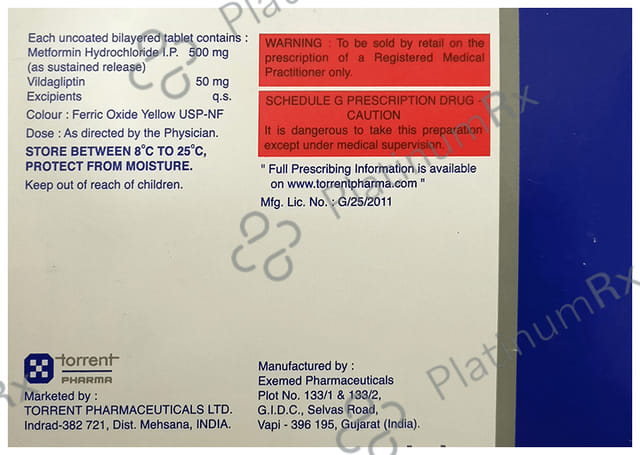 Each uncoated bilayered tablet contains :
Metformin Hydrochloride I.P. 500 mg
(as sustained release)
Vildagliptin 50 mg
Excipients q.s.
Colour : Ferric Oxide Yellow USP-NF
Dose : As directed by the Physician.
STORE BETWEEN 8°C TO 25°C,
PROTECT FROM MOISTURE.
Keep out of reach of children.
WARNING : To be sold by retail on the
prescription of a Registered Medical
Practitioner only.
SCHEDULE G PRESCRIPTION DRUG -
CAUTION
It is dangerous to take this preparation
except under medical supervision.
" Full Prescribing Information is available
on www.torrentpharma.com "
Mfg. Lic. No. : G/25/2011
torrent
PHARMA
Marketed by :
TORRENT PHARMACEUTICALS LTD.
Indrad-382 721, Dist. Mehsana, INDIA.
Manufactured by :
Exemed Pharmaceuticals
Plot No. 133/1 & 133/2,
G.I.D.C., Selvas Road,
Vapi - 396 195, Gujarat (India).
PlatinumRx
PlatinumRx
Platinum
Rx